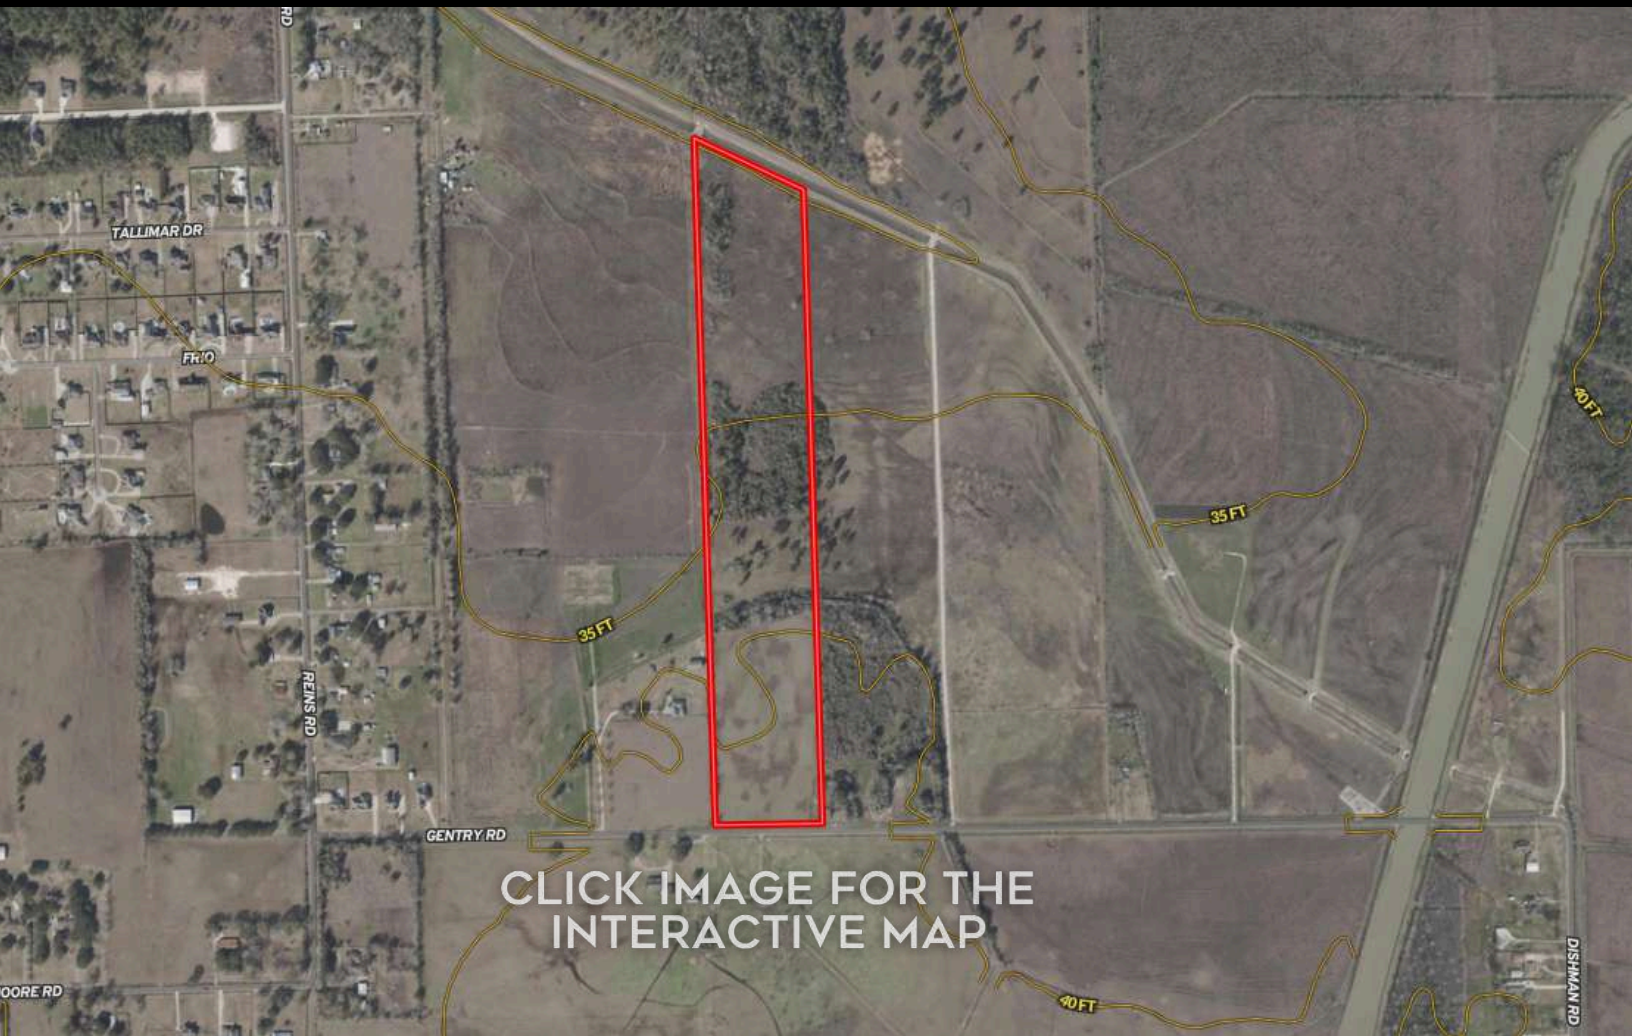 RD
TALLIMAR DR
FRIO
40 FT
35 FT
35 FT
REINS RD
GENTRY RD
CLICK IMAGE FOR THE
INTERACTIVE MAP
DISHMAN RD
OORE RD
40 FT